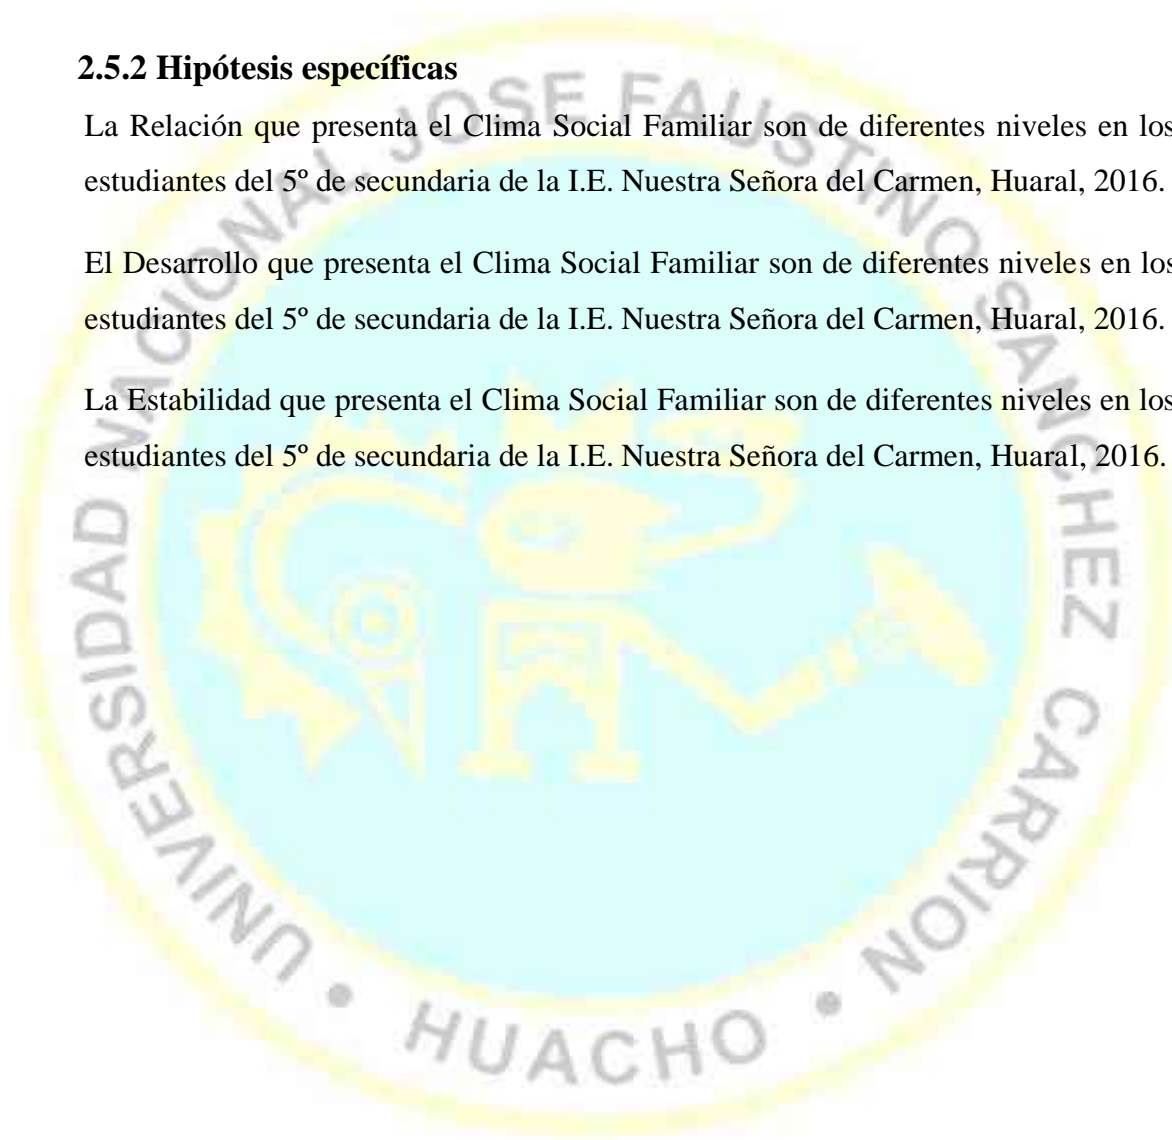 2.5.2 Hipótesis específicas
La Relación que presenta el Clima Social Familiar son de diferentes niveles en los
estudiantes del 5º de secundaria de la I.E. Nuestra Señora del Carmen, Huaral, 2016.
El Desarrollo que presenta el Clima Social Familiar son de diferentes niveles en los
estudiantes del 5º de secundaria de la I.E. Nuestra Señora del Carmen, Huaral, 2016.
La Estabilidad que presenta el Clima Social Familiar son de diferentes niveles en los
estudiantes del 5º de secundaria de la I.E. Nuestra Señora del Carmen, Huaral, 2016.
UNIVERSIDAD NACIONAL JOSE FAUSTINO SANCHEZ CARRION • HUACHO •